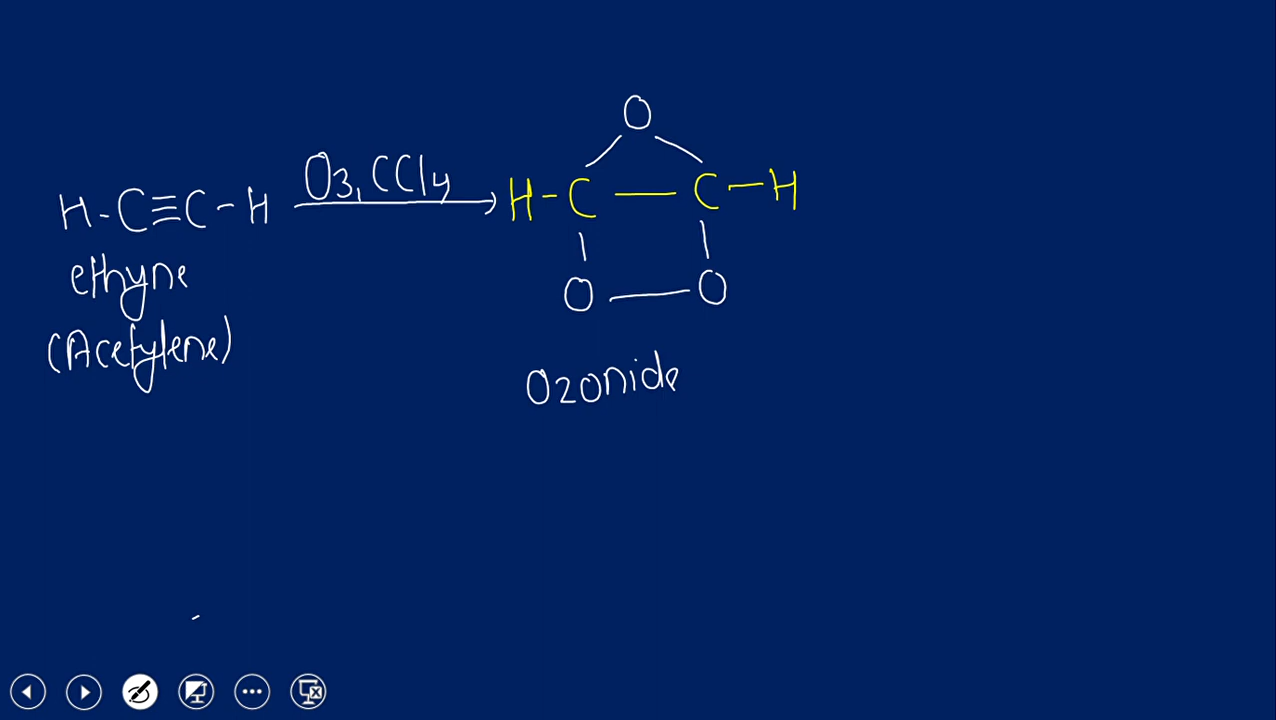 H-C≡C-H
ethyne
(Acetylene)
O3, CCl4
O
H-C—C-H
O—O
Ozonide